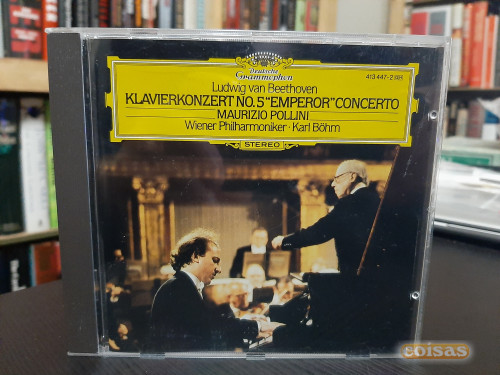 Deutsche
Grammophon
413 447-2 GH
Ludwig van Beethoven
KLAVIERKONZERT NO. 5 "EMPEROR" CONCERTO
MAURIZIO POLLINI
Wiener Philharmoniker · Karl Böhm
STEREO
coisas